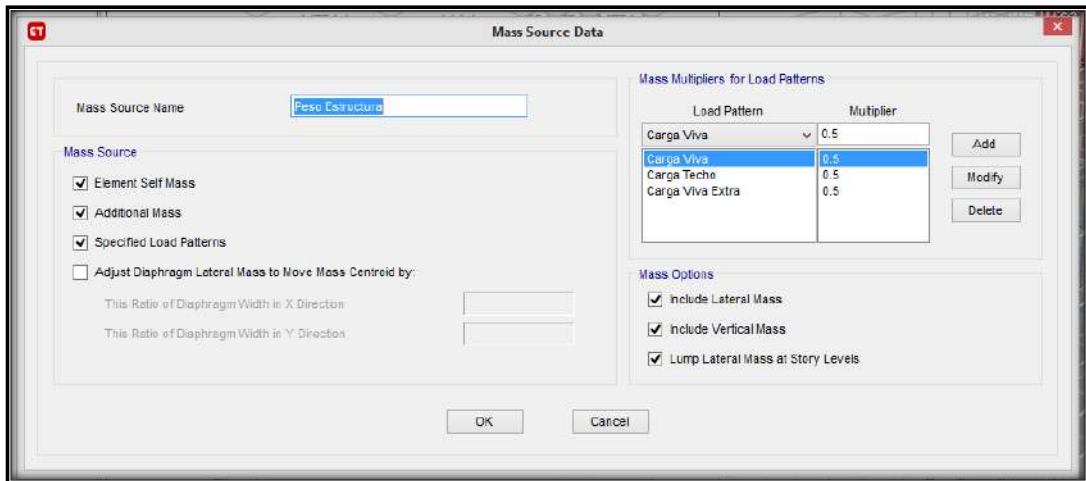 Mass Source Data
Mass Source Name
Peso Estructura
Mass Source
Element Self Mass
Additional Mass
Specified Load Patterns
Adjust Diaphragm Lateral Mass to Move Mass Centroid by:
This Ratio of Diaphragm Width in X Direction
This Ratio of Diaphragm Width in Y Direction
Mass Multipliers for Load Patterns
Load Pattern Multiplier
Carga Viva 0.5
Carga Viva 0.5
Carga Techo 0.5
Carga Viva Extra 0.5
Add
Modify
Delete
Mass Options
Include Lateral Mass
Include Vertical Mass
Lump Lateral Mass at Story Levels
OK Cancel